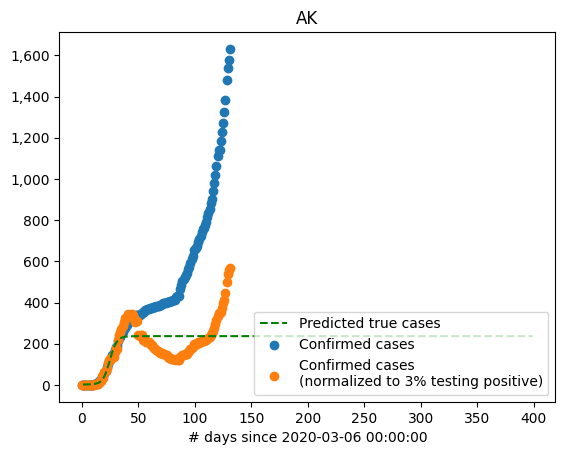 AK
1,600
1,400
1,200
1,000
800
600
400
200
0
Predicted true cases
Confirmed cases
Confirmed cases
(normalized to 3% testing positive)
0 50 100 150 200 250 300 350 400
# days since 2020-03-06 00:00:00